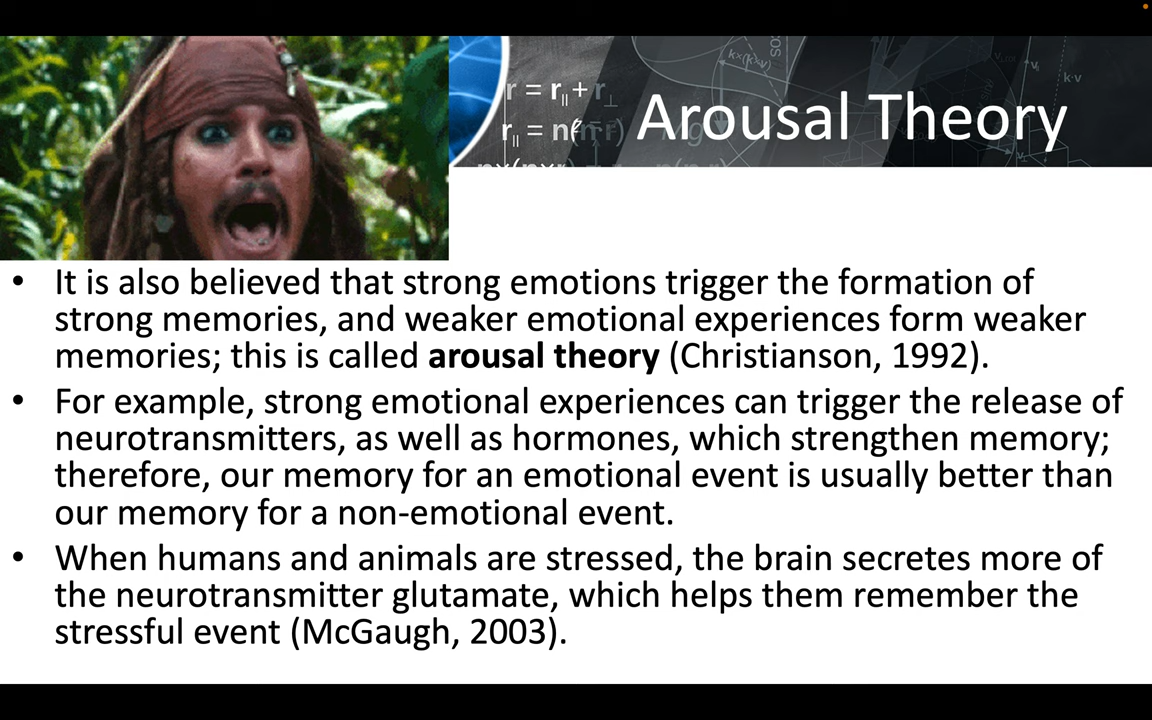 r = r|| + r⊥
Arousal Theory
• It is also believed that strong emotions trigger the formation of
strong memories, and weaker emotional experiences form weaker
memories; this is called arousal theory (Christianson, 1992).
• For example, strong emotional experiences can trigger the release of
neurotransmitters, as well as hormones, which strengthen memory;
therefore, our memory for an emotional event is usually better than
our memory for a non-emotional event.
• When humans and animals are stressed, the brain secretes more of
the neurotransmitter glutamate, which helps them remember the
stressful event (McGaugh, 2003).